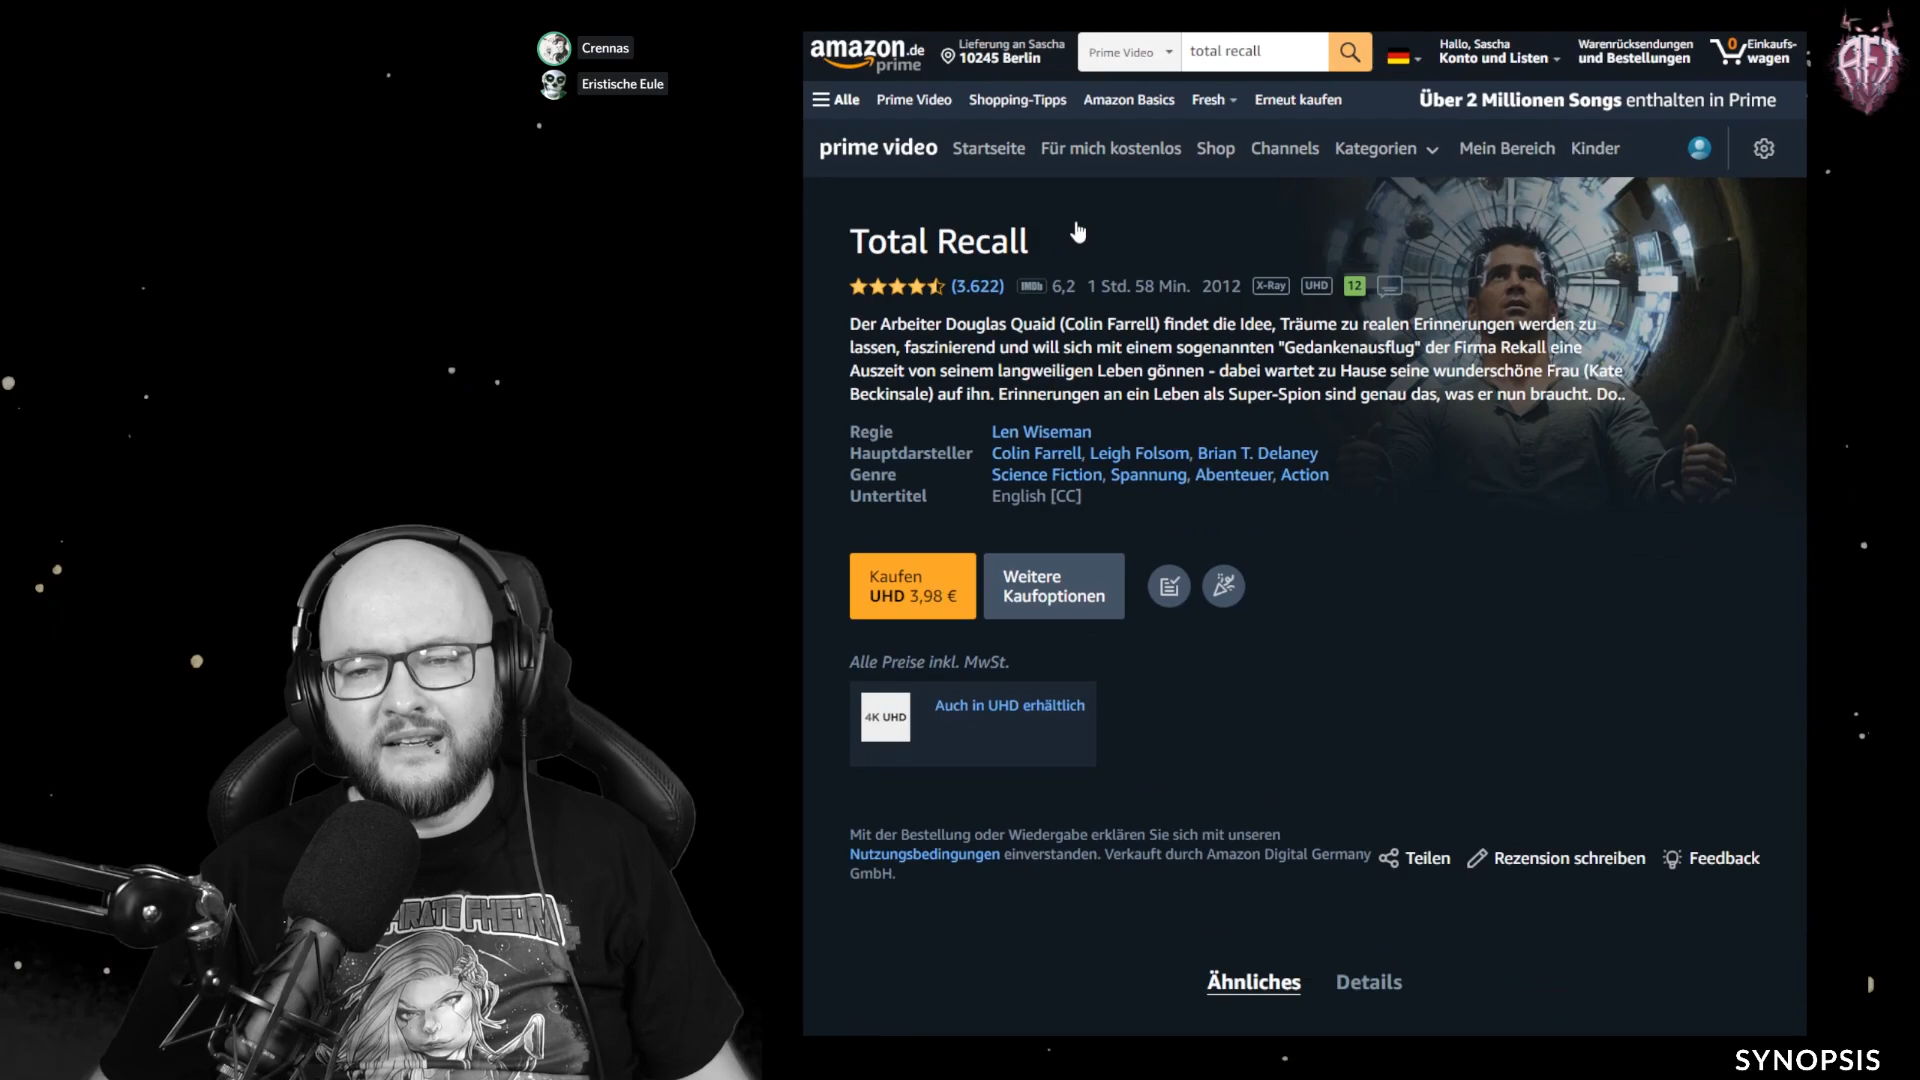 Crennas
Eristische Eule
amazon.de
prime
Lieferung an Sascha
10245 Berlin
Prime Video
total recall
Hallo, Sascha
Konto und Listen
Warenrücksendungen
und Bestellungen
0
Einkaufs-
wagen
Alle
Prime Video
Shopping-Tipps
Amazon Basics
Fresh
Erneut kaufen
Über 2 Millionen Songs enthalten in Prime
prime video
Startseite
Für mich kostenlos
Shop
Channels
Kategorien
Mein Bereich
Kinder
Total Recall
(3.622)
IMDb 6,2
1 Std. 58 Min.
2012
X-Ray
UHD
12
Der Arbeiter Douglas Quaid (Colin Farrell) findet die Idee, Träume zu realen Erinnerungen werden zu
lassen, faszinierend und will sich mit einem sogenannten "Gedankenausflug" der Firma Rekall eine
Auszeit von seinem langweiligen Leben gönnen - dabei wartet zu Hause seine wunderschöne Frau (Kate
Beckinsale) auf ihn. Erinnerungen an ein Leben als Super-Spion sind genau das, was er nun braucht. Do..
Regie Len Wiseman
Hauptdarsteller Colin Farrell, Leigh Folsom, Brian T. Delaney
Genre Science Fiction, Spannung, Abenteuer, Action
Untertitel English [CC]
Kaufen
UHD 3,98 €
Weitere
Kaufoptionen
Alle Preise inkl. MwSt.
4K UHD
Auch in UHD erhältlich
Mit der Bestellung oder Wiedergabe erklären Sie sich mit unseren
Nutzungsbedingungen einverstanden. Verkauft durch Amazon Digital Germany
GmbH.
Teilen
Rezension schreiben
Feedback
Ähnliches
Details
SYNOPSIS